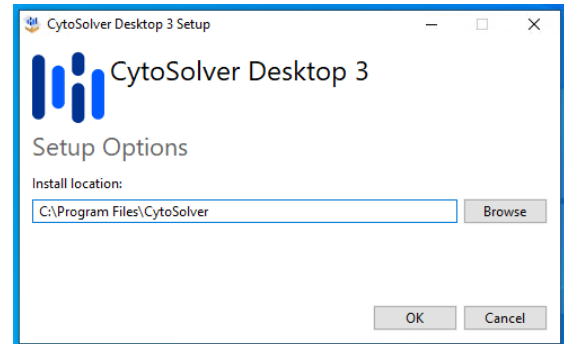 CytoSolver Desktop 3 Setup
CytoSolver Desktop 3
Setup Options
Install location:
C:\Program Files\CytoSolver
Browse
OK
Cancel